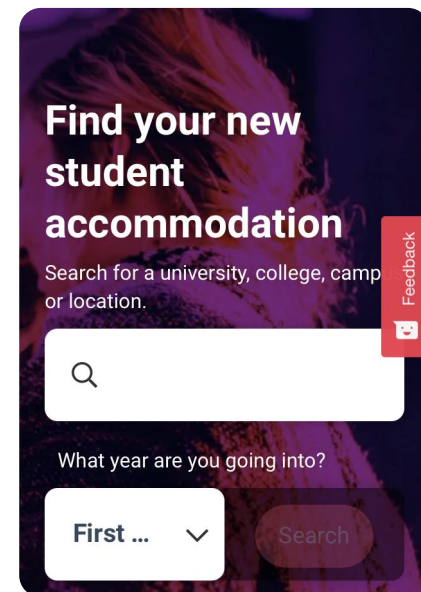 Find your new
student
accommodation
Search for a university, college, campus
or location.
Feedback
What year are you going into?
First ...
Search